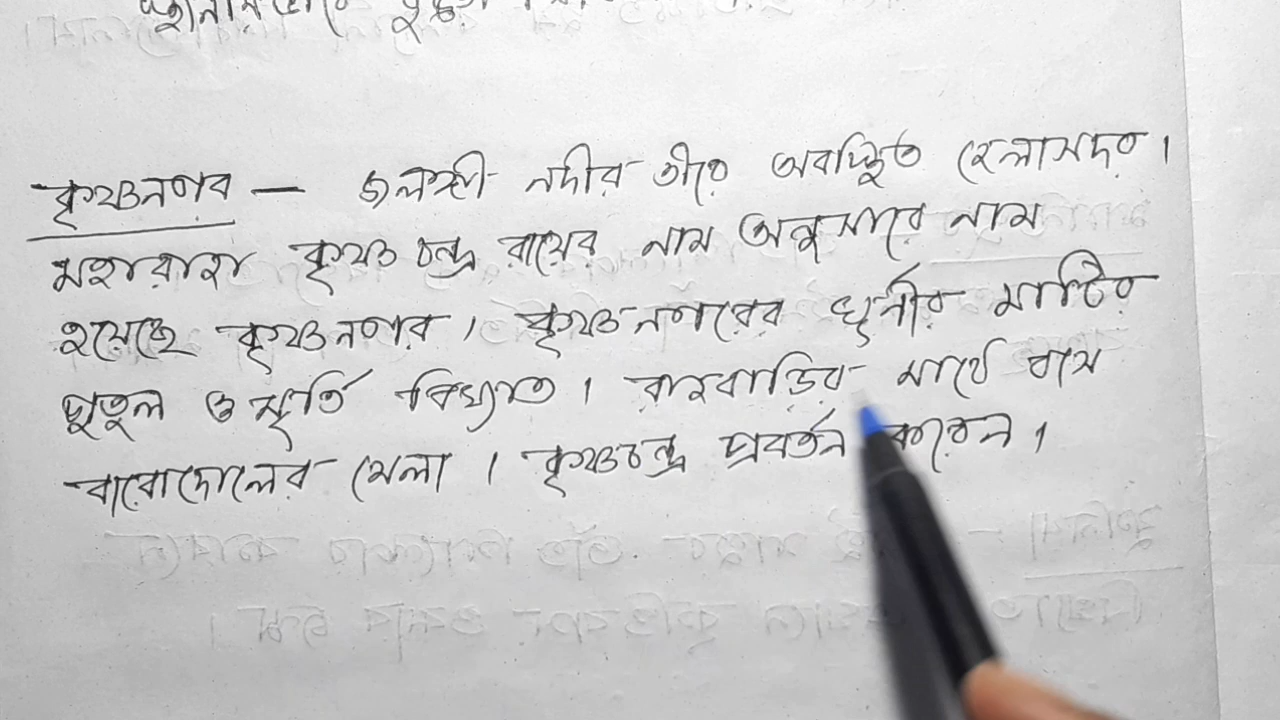 কৃষ্ণনগর — জলঙ্গী নদীর তীরে অবস্থিত জেলাসদর।
মহারাজা কৃষ্ণ চন্দ্র রায়ের নাম অনুসারে নাম
হয়েছে কৃষ্ণনগর। কৃষ্ণনগরের ঘূর্নীর মাটির
পুতুল ও মূর্তি বিখ্যাত। রাজবাড়ির মাঠে বসে
বারোদোলের মেলা। কৃষ্ণচন্দ্র প্রবর্তন করেন।